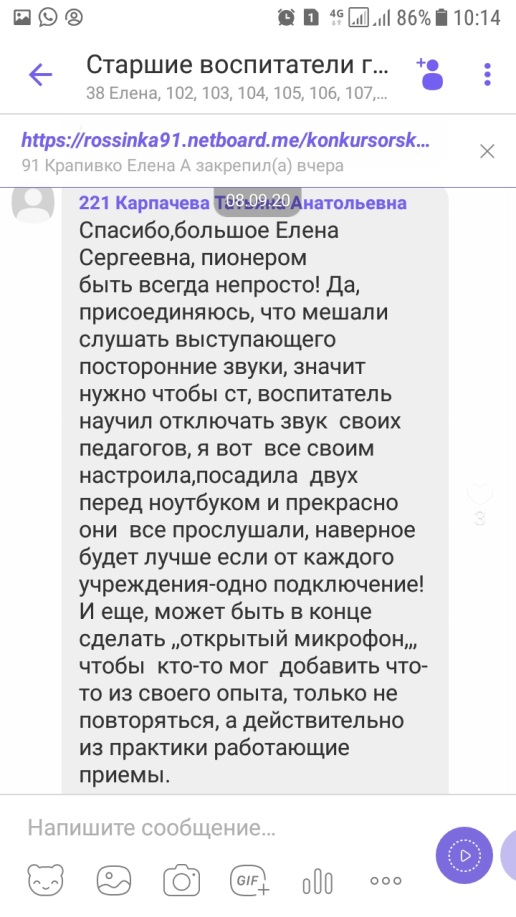 4G 86% 10:14
Старшие воспитатели г...
38 Елена, 102, 103, 104, 105, 106, 107,...
https://rossinka91.netboard.me/konkursorsk...
91 Крапивко Елена А закрепил(а) вчера
221 Карпачева Татьяна Анатольевна
08.09.20
Спасибо,большое Елена
Сергеевна, пионером
быть всегда непросто! Да,
присоединяюсь, что мешали
слушать выступающего
посторонние звуки, значит
нужно чтобы ст, воспитатель
научил отключать звук своих
педагогов, я вот все своим
настроила,посадила двух
перед ноутбуком и прекрасно
они все прослушали, наверное
будет лучше если от каждого
учреждения-одно подключение!
И еще, может быть в конце
сделать „открытый микрофон„,
чтобы кто-то мог добавить что-
то из своего опыта, только не
повторяться, а действительно
из практики работающие
приемы.
3
Напишите сообщение...
GIF